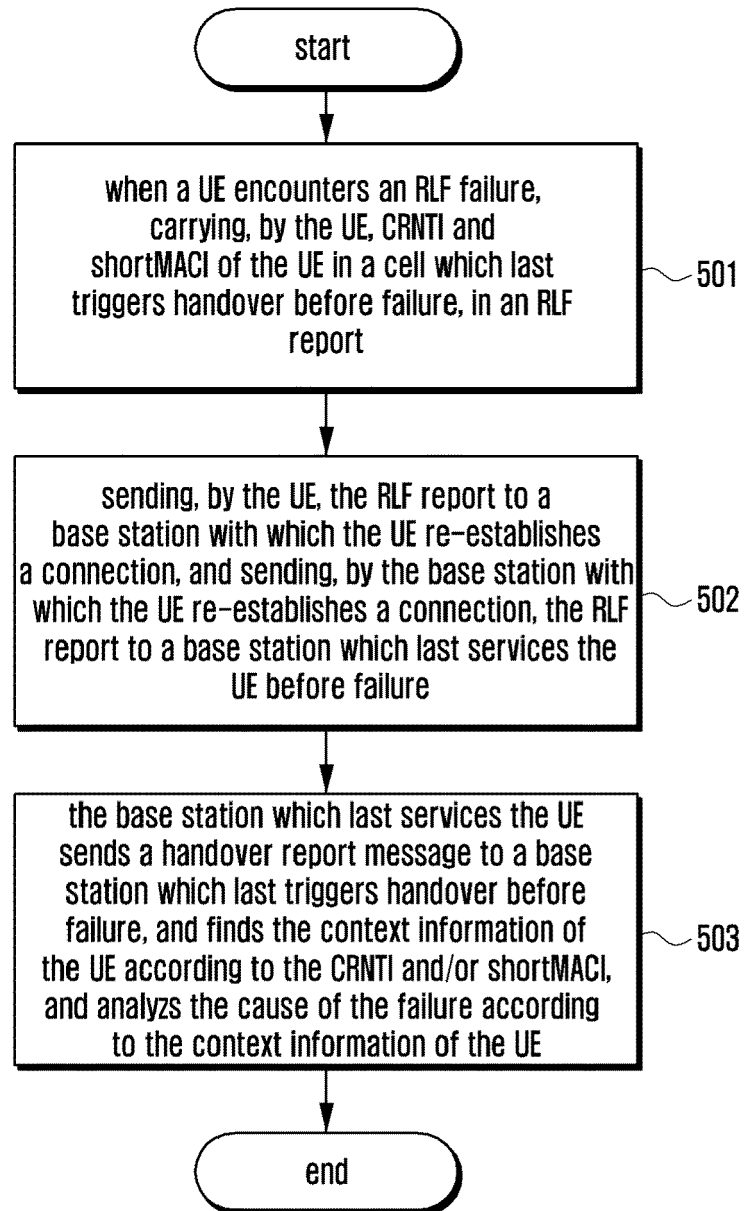 start
when a UE encounters an RLF failure,
carrying, by the UE, CRNTI and
shortMACI of the UE in a cell which last
triggers handover before failure, in an RLF
report
501
sending, by the UE, the RLF report to a
base station with which the UE re-establishes
a connection, and sending, by the base station with
which the UE re-establishes a connection, the RLF
report to a base station which last services the
UE before failure
502
the base station which last services the UE
sends a handover report message to a base
station which last triggers handover before
failure, and finds the context information of
the UE according to the CRNTI and/or shortMACI,
and analyzs the cause of the failure according
to the context information of the UE
503
end